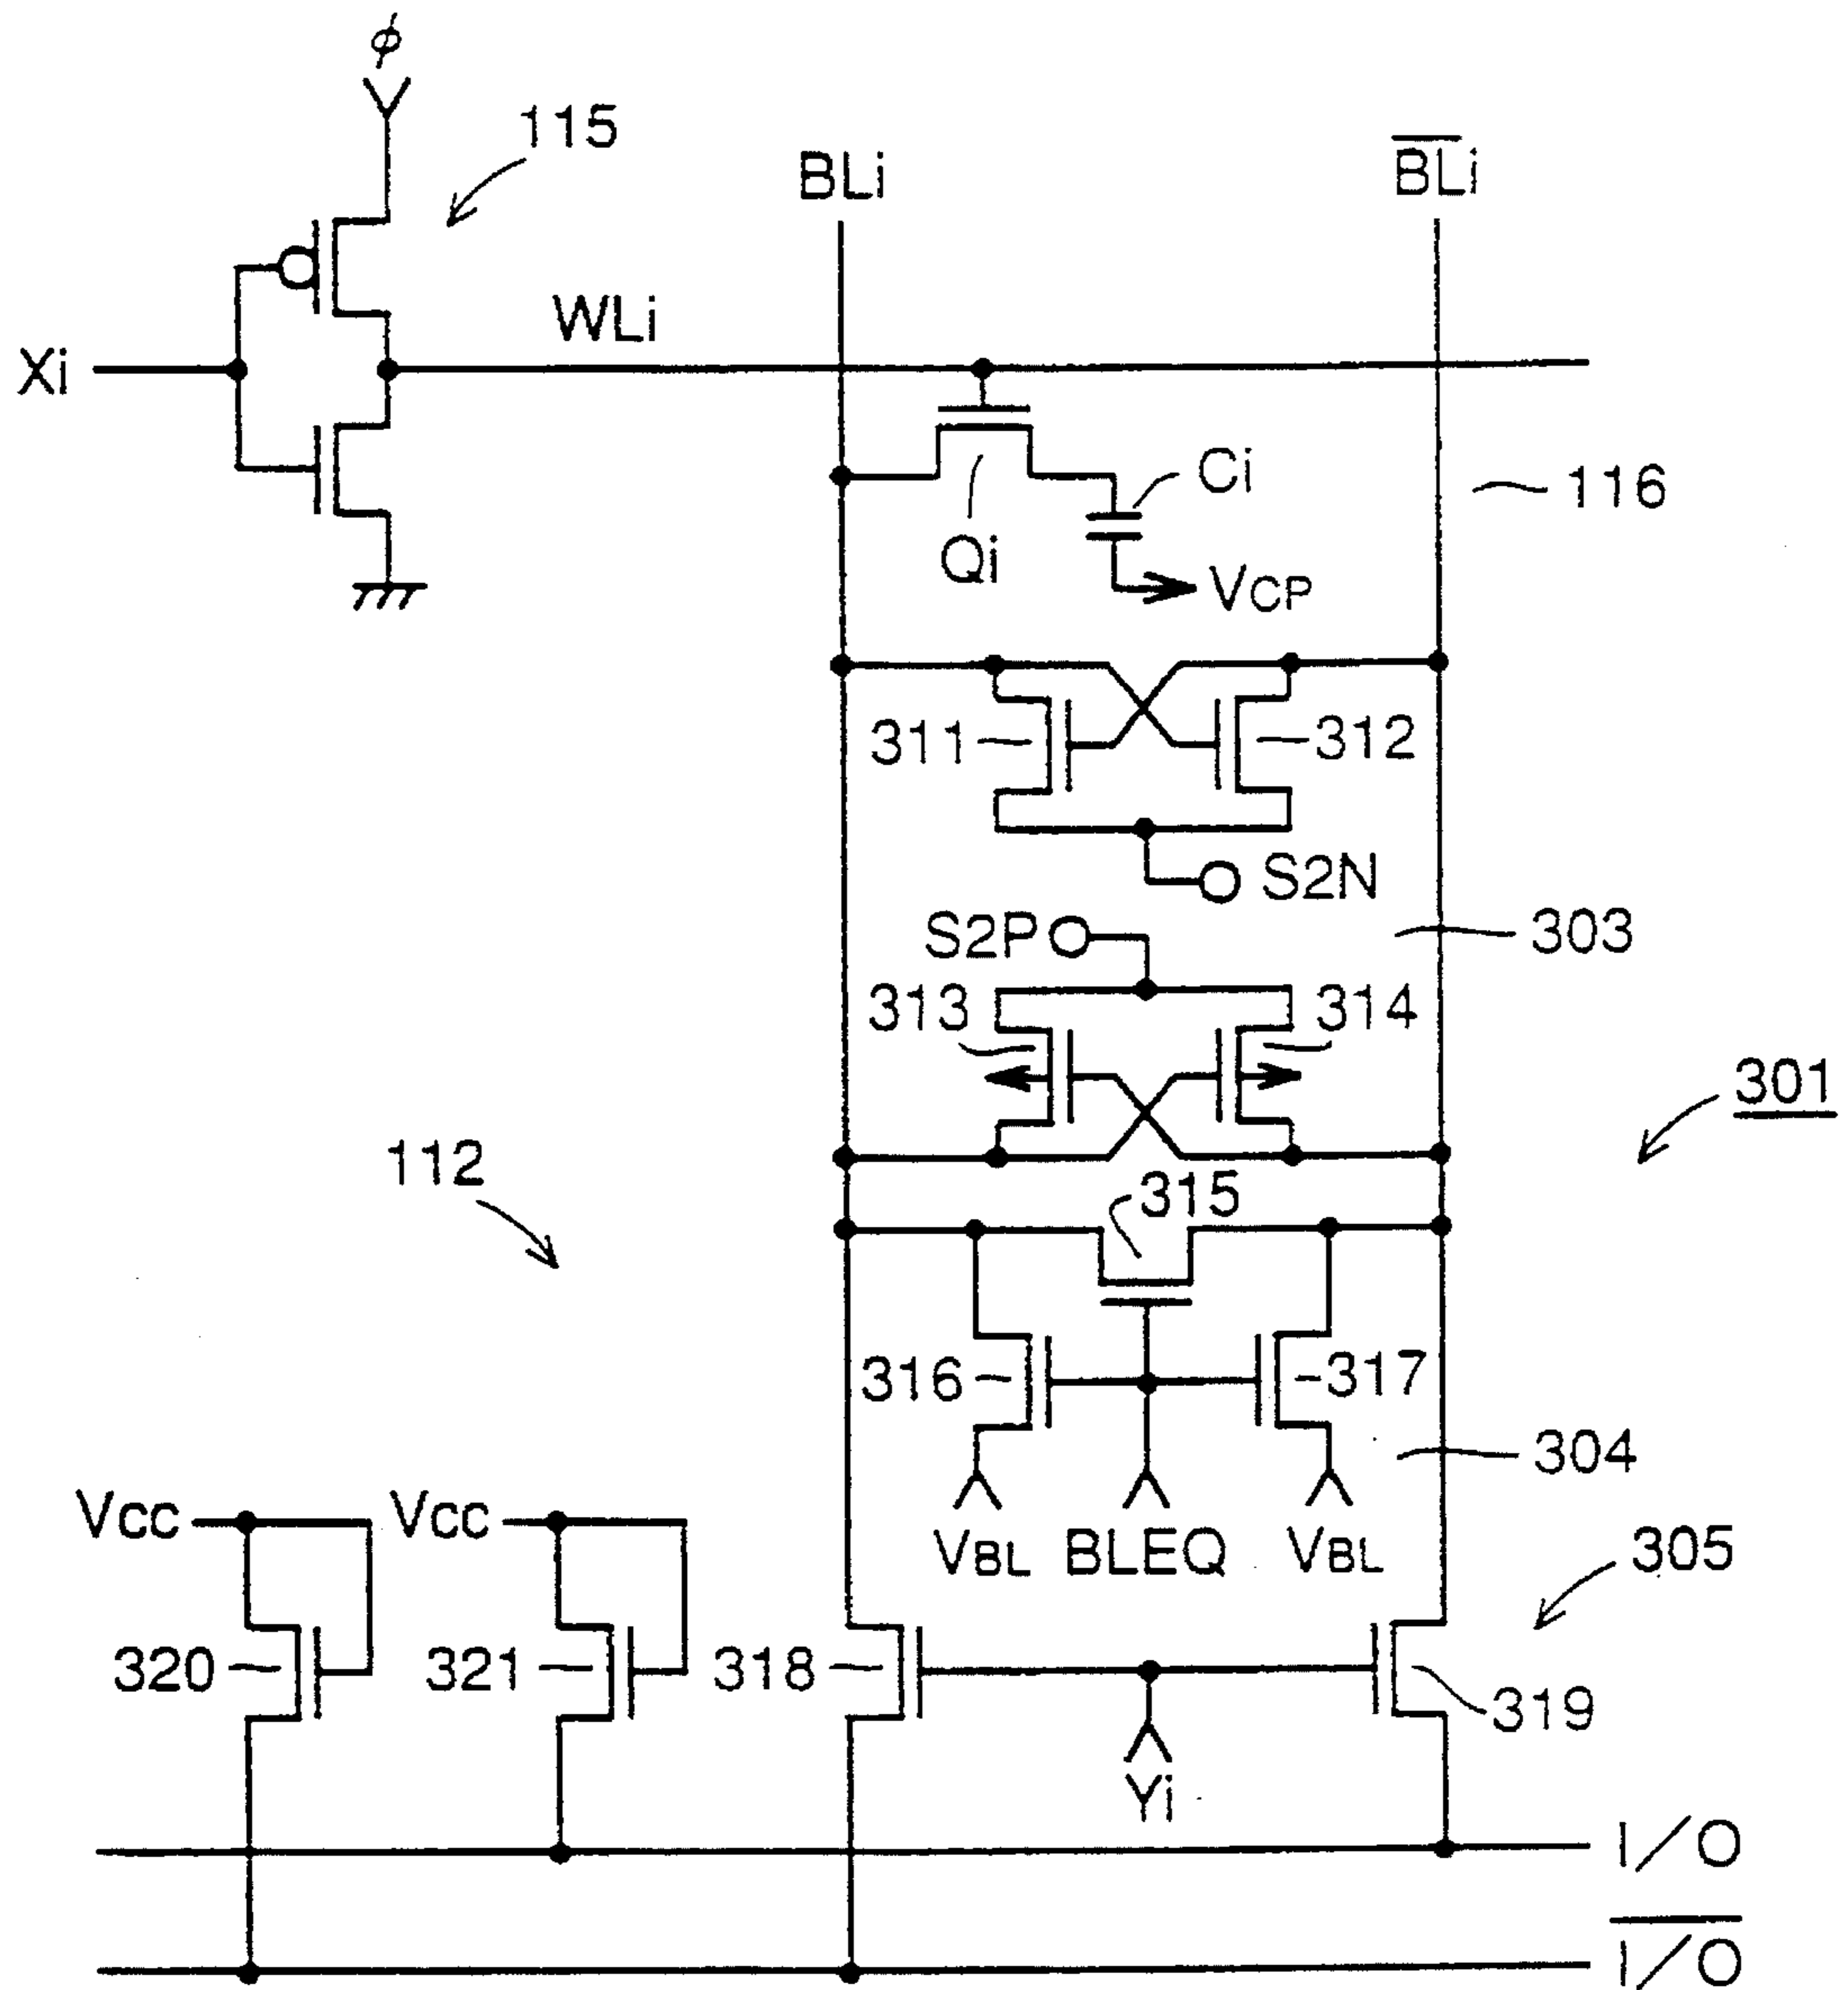 ϕ
115
BLi
B̅L̅i
WLi
Xi
Ci
116
Qi
VCP
311
312
S2N
S2P
303
313
314
301
112
315
316
317
304
VCC
VCC
VBL
BLEQ
VBL
305
320
321
318
319
Yi
I/O
I̅/̅O̅